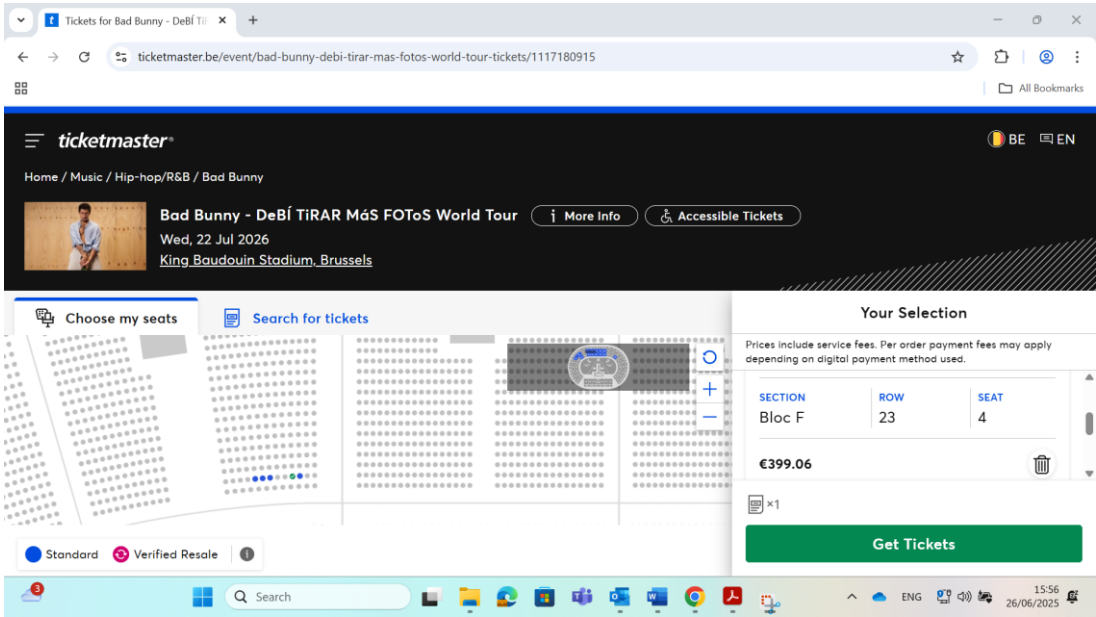 Tickets for Bad Bunny - DeBÍ TiR
ticketmaster.be/event/bad-bunny-debi-tirar-mas-fotos-world-tour-tickets/1117180915
All Bookmarks
ticketmaster®
BE EN
Home / Music / Hip-hop/R&B / Bad Bunny
Bad Bunny - DeBÍ TiRAR MáS FOToS World Tour
i More Info
Accessible Tickets
Wed, 22 Jul 2026
King Baudouin Stadium, Brussels
Choose my seats
Search for tickets
Your Selection
Prices include service fees. Per order payment fees may apply
depending on digital payment method used.
SECTION ROW SEAT
Bloc F 23 4
€399.06
×1
Get Tickets
Standard Verified Resale i
3
Search
ENG
15:56
26/06/2025